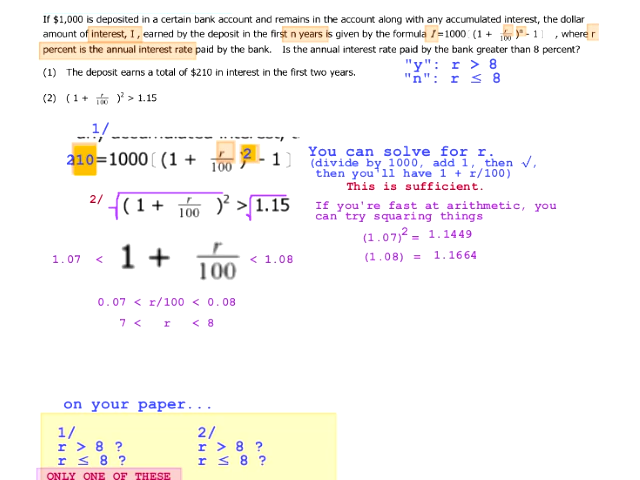 If $1,000 is deposited in a certain bank account and remains in the account along with any accumulated interest, the dollar
amount of interest, I , earned by the deposit in the first n years is given by the formula I=1000[ (1 + r/100 )ⁿ - 1 ] , where r
percent is the annual interest rate paid by the bank. Is the annual interest rate paid by the bank greater than 8 percent?
"y": r > 8
"n": r ≤ 8
(1) The deposit earns a total of $210 in interest in the first two years.
(2) ( 1 + r/100 )² > 1.15
1/
210=1000[ (1 + r/100 )2 - 1 ]
You can solve for r.
(divide by 1000, add 1, then √,
then you'll have 1 + r/100)
This is sufficient.
2/ √( 1 + r/100 )² > √1.15
If you're fast at arithmetic, you
can try squaring things
(1.07)² = 1.1449
(1.08) = 1.1664
1.07 < 1 + r/100 < 1.08
0.07 < r/100 < 0.08
7 < r < 8
on your paper...
1/
r > 8 ?
r ≤ 8 ?
2/
r > 8 ?
r ≤ 8 ?
ONLY ONE OF THESE